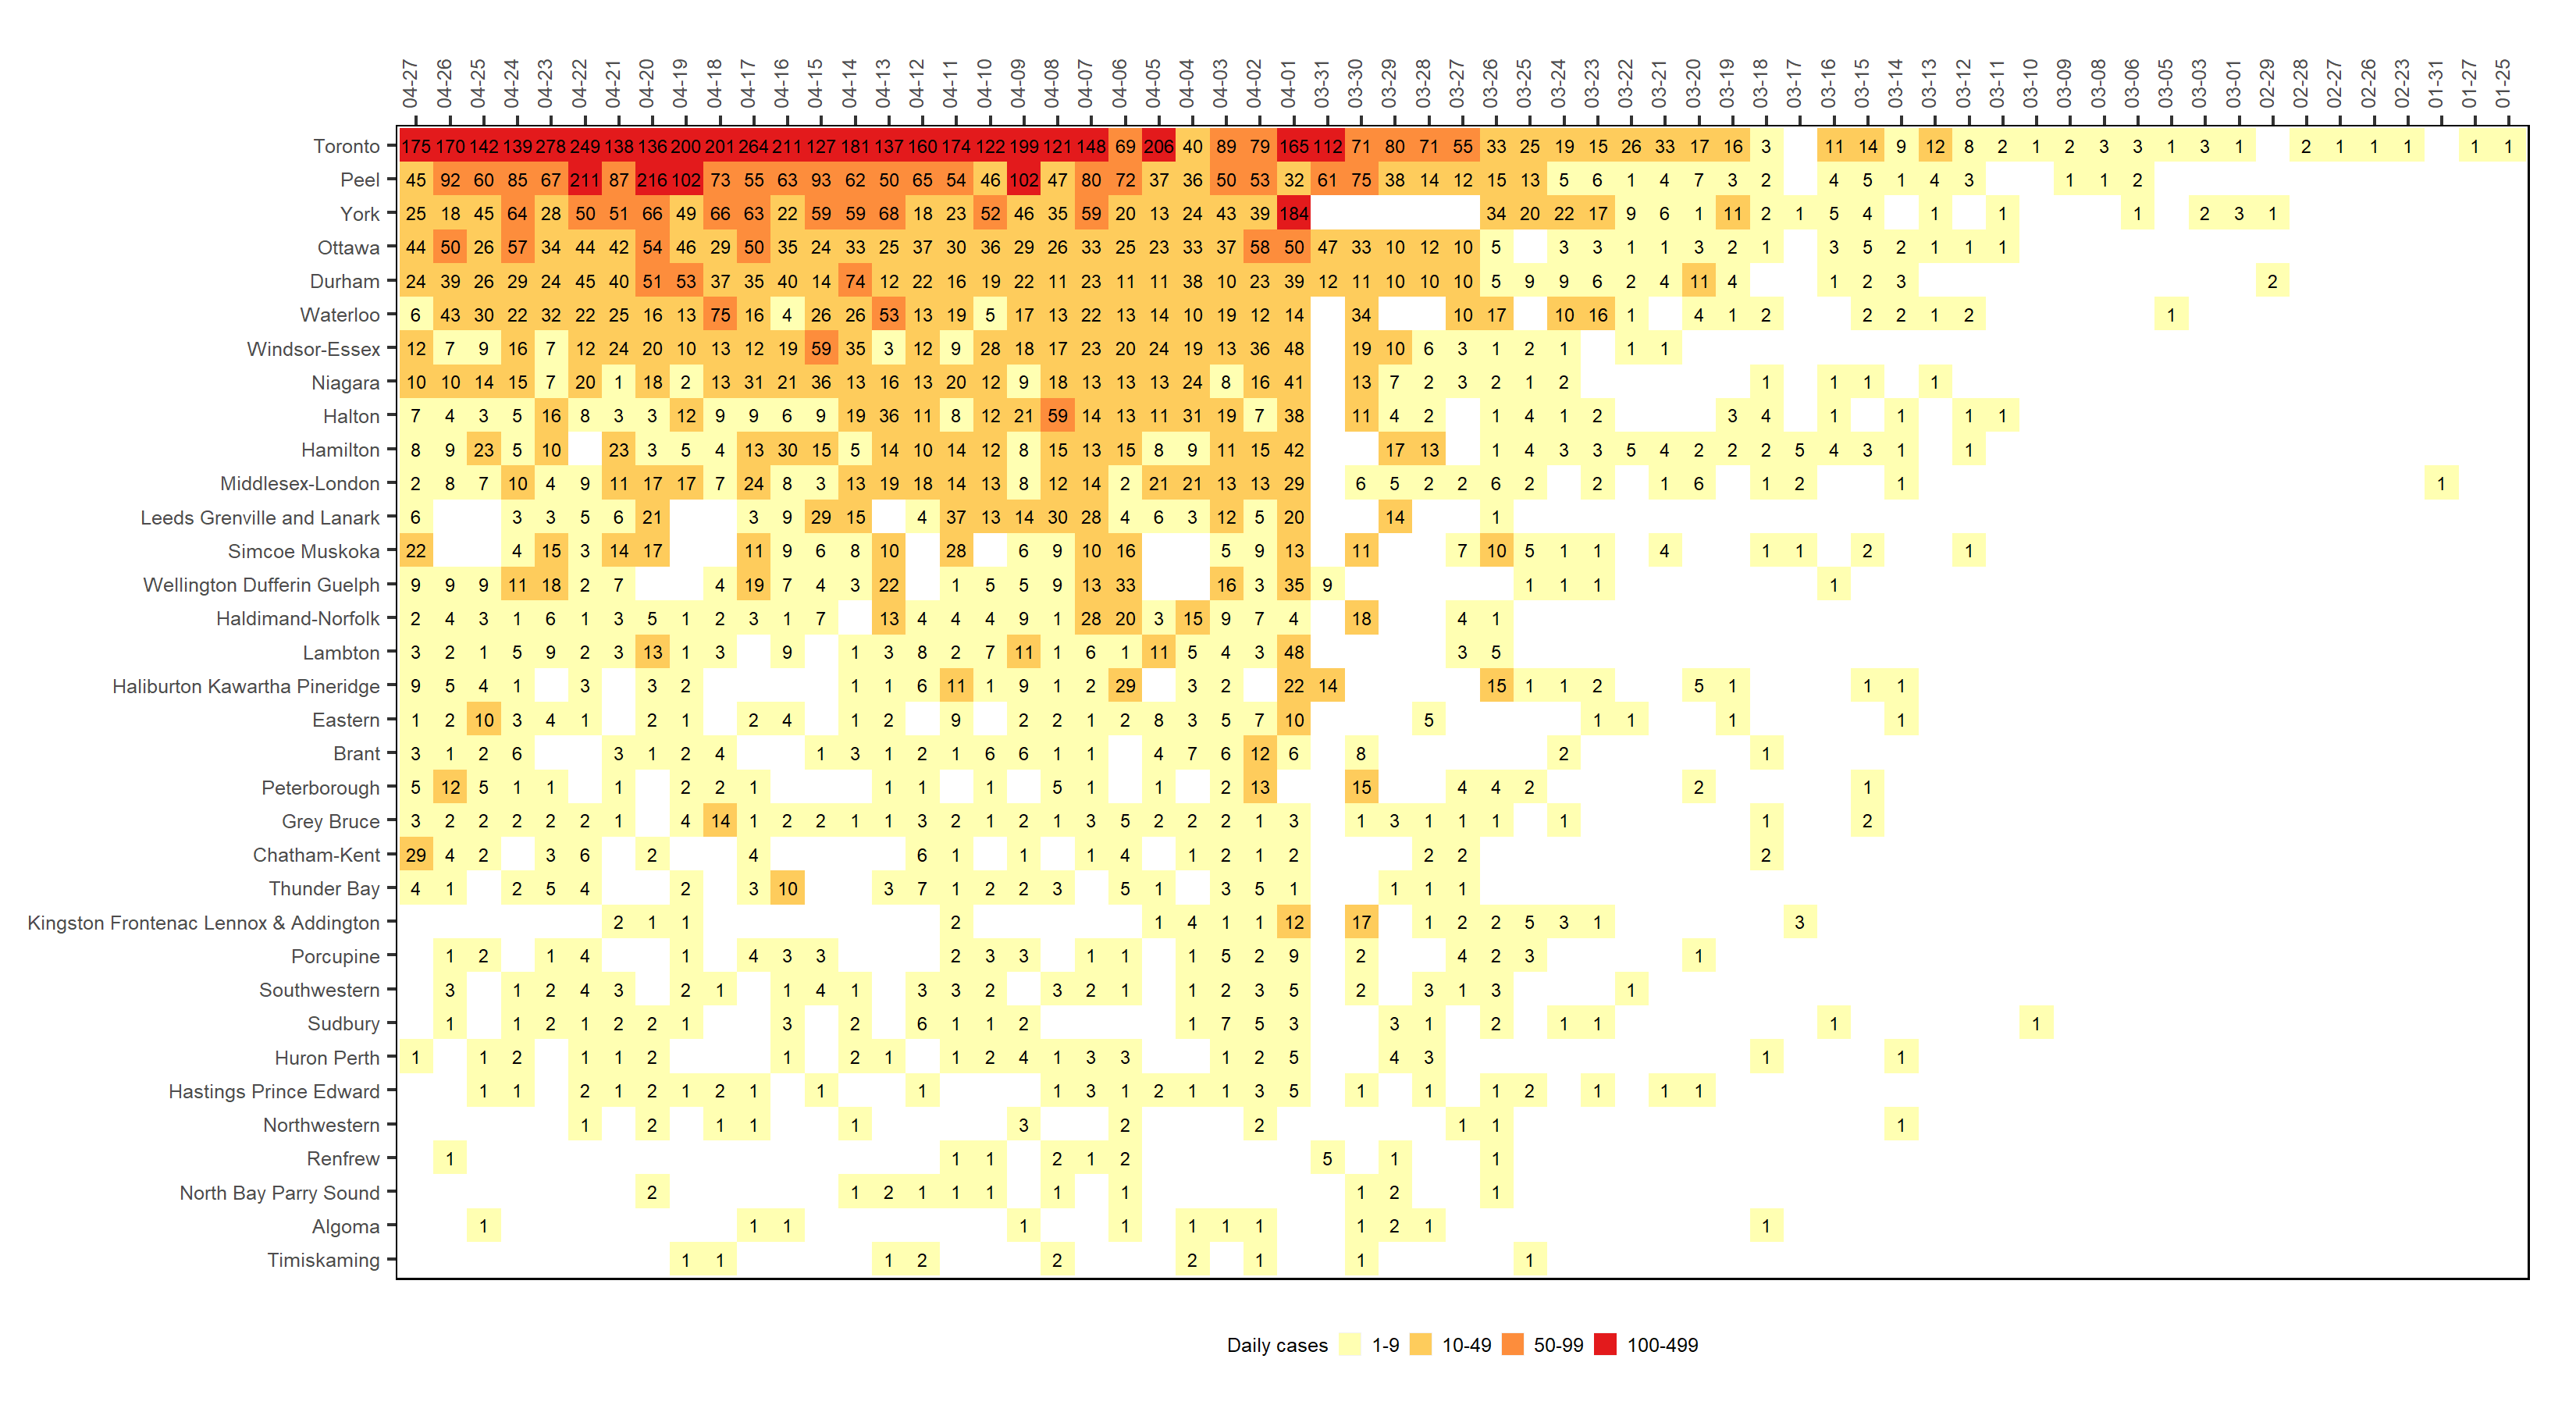 04-27 04-26 04-25 04-24 04-23 04-22 04-21 04-20 04-19 04-18 04-17 04-16 04-15 04-14 04-13 04-12 04-11 04-10 04-09 04-08 04-07 04-06 04-05 04-04 04-03 04-02 04-01 03-31 03-30 03-29 03-28 03-27 03-26 03-25 03-24 03-23 03-22 03-21 03-20 03-19 03-18 03-17 03-16 03-15 03-14 03-13 03-12 03-11 03-10 03-09 03-08 03-06 03-05 03-03 03-01 02-29 02-28 02-27 02-26 02-23 01-31 01-27 01-25
Toronto 175 170 142 139 278 249 138 136 200 201 264 211 127 181 137 160 174 122 199 121 148 69 206 40 89 79 165 112 71 80 71 55 33 25 19 15 26 33 17 16 3 11 14 9 12 8 2 1 2 3 3 1 3 1 2 1 1 1 1 1
Peel 45 92 60 85 67 211 87 216 102 73 55 63 93 62 50 65 54 46 102 47 80 72 37 36 50 53 32 61 75 38 14 12 15 13 5 6 1 4 7 3 2 4 5 1 4 3 1 1 2
York 25 18 45 64 28 50 51 66 49 66 63 22 59 59 68 18 23 52 46 35 59 20 13 24 43 39 184 34 20 22 17 9 6 1 11 2 1 5 4 1 1 1 2 3 1
Ottawa 44 50 26 57 34 44 42 54 46 29 50 35 24 33 25 37 30 36 29 26 33 25 23 33 37 58 50 47 33 10 12 10 5 3 3 1 1 3 2 1 3 5 2 1 1 1
Durham 24 39 26 29 24 45 40 51 53 37 35 40 14 74 12 22 16 19 22 11 23 11 11 38 10 23 39 12 11 10 10 10 5 9 9 6 2 4 11 4 1 2 3 2
Waterloo 6 43 30 22 32 22 25 16 13 75 16 4 26 26 53 13 19 5 17 13 22 13 14 10 19 12 14 34 10 17 10 16 1 4 1 2 2 2 1 2 1
Windsor-Essex 12 7 9 16 7 12 24 20 10 13 12 19 59 35 3 12 9 28 18 17 23 20 24 19 13 36 48 19 10 6 3 1 2 1 1 1
Niagara 10 10 14 15 7 20 1 18 2 13 31 21 36 13 16 13 20 12 9 18 13 13 13 24 8 16 41 13 7 2 3 2 1 2 1 1 1 1
Halton 7 4 3 5 16 8 3 3 12 9 9 6 9 19 36 11 8 12 21 59 14 13 11 31 19 7 38 11 4 2 1 4 1 2 3 4 1 1 1 1
Hamilton 8 9 23 5 10 23 3 5 4 13 30 15 5 14 10 14 12 8 15 13 15 8 9 11 15 42 17 13 1 4 3 3 5 4 2 2 2 5 4 3 1 1
Middlesex-London 2 8 7 10 4 9 11 17 17 7 24 8 3 13 19 18 14 13 8 12 14 2 21 21 13 13 29 6 5 2 2 6 2 2 1 6 1 2 1 1
Leeds Grenville and Lanark 6 3 3 5 6 21 3 9 29 15 4 37 13 14 30 28 4 6 3 12 5 20 14 1
Simcoe Muskoka 22 4 15 3 14 17 11 9 6 8 10 28 6 9 10 16 5 9 13 11 7 10 5 1 1 4 1 1 2 1
Wellington Dufferin Guelph 9 9 9 11 18 2 7 4 19 7 4 3 22 1 5 5 9 13 33 16 3 35 9 1 1 1 1
Haldimand-Norfolk 2 4 3 1 6 1 3 5 1 2 3 1 7 13 4 4 4 9 1 28 20 3 15 9 7 4 18 4 1
Lambton 3 2 1 5 9 2 3 13 1 3 9 1 3 8 2 7 11 1 6 1 11 5 4 3 48 3 5
Haliburton Kawartha Pineridge 9 5 4 1 3 3 2 1 1 6 11 1 9 1 2 29 3 2 22 14 15 1 1 2 5 1 1 1
Eastern 1 2 10 3 4 1 2 1 2 4 1 2 9 2 2 1 2 8 3 5 7 10 5 1 1 1 1
Brant 3 1 2 6 3 1 2 4 1 3 1 2 1 6 6 1 1 4 7 6 12 6 8 2 1
Peterborough 5 12 5 1 1 1 2 2 1 1 1 1 5 1 1 2 13 15 4 4 2 2 1
Grey Bruce 3 2 2 2 2 2 1 4 14 1 2 2 1 1 3 2 1 2 1 3 5 2 2 2 1 3 1 3 1 1 1 1 1 2
Chatham-Kent 29 4 2 3 6 2 4 6 1 1 1 4 1 2 1 2 2 2 2
Thunder Bay 4 1 2 5 4 2 3 10 3 7 1 2 2 3 5 1 3 5 1 1 1 1
Kingston Frontenac Lennox & Addington 2 1 1 2 1 4 1 1 12 17 1 2 2 5 3 1 3
Porcupine 1 2 1 4 1 4 3 3 2 3 3 1 1 1 5 2 9 2 4 2 3 1
Southwestern 3 1 2 4 3 2 1 1 4 1 3 3 2 3 2 1 1 2 3 5 2 3 1 3 1
Sudbury 1 1 2 1 2 2 1 3 2 6 1 1 2 1 7 5 3 3 1 2 1 1 1 1
Huron Perth 1 1 2 1 1 2 1 2 1 1 2 4 1 3 3 1 2 5 4 3 1 1
Hastings Prince Edward 1 1 2 1 2 1 2 1 1 1 1 3 1 2 1 1 3 5 1 1 1 2 1 1 1
Northwestern 1 2 1 1 1 3 2 2 1 1 1
Renfrew 1 1 1 2 1 2 5 1 1
North Bay Parry Sound 2 1 2 1 1 1 1 1 1 2 1
Algoma 1 1 1 1 1 1 1 1 1 2 1 1
Timiskaming 1 1 1 2 2 2 1 1 1
Daily cases 1-9 10-49 50-99 100-499